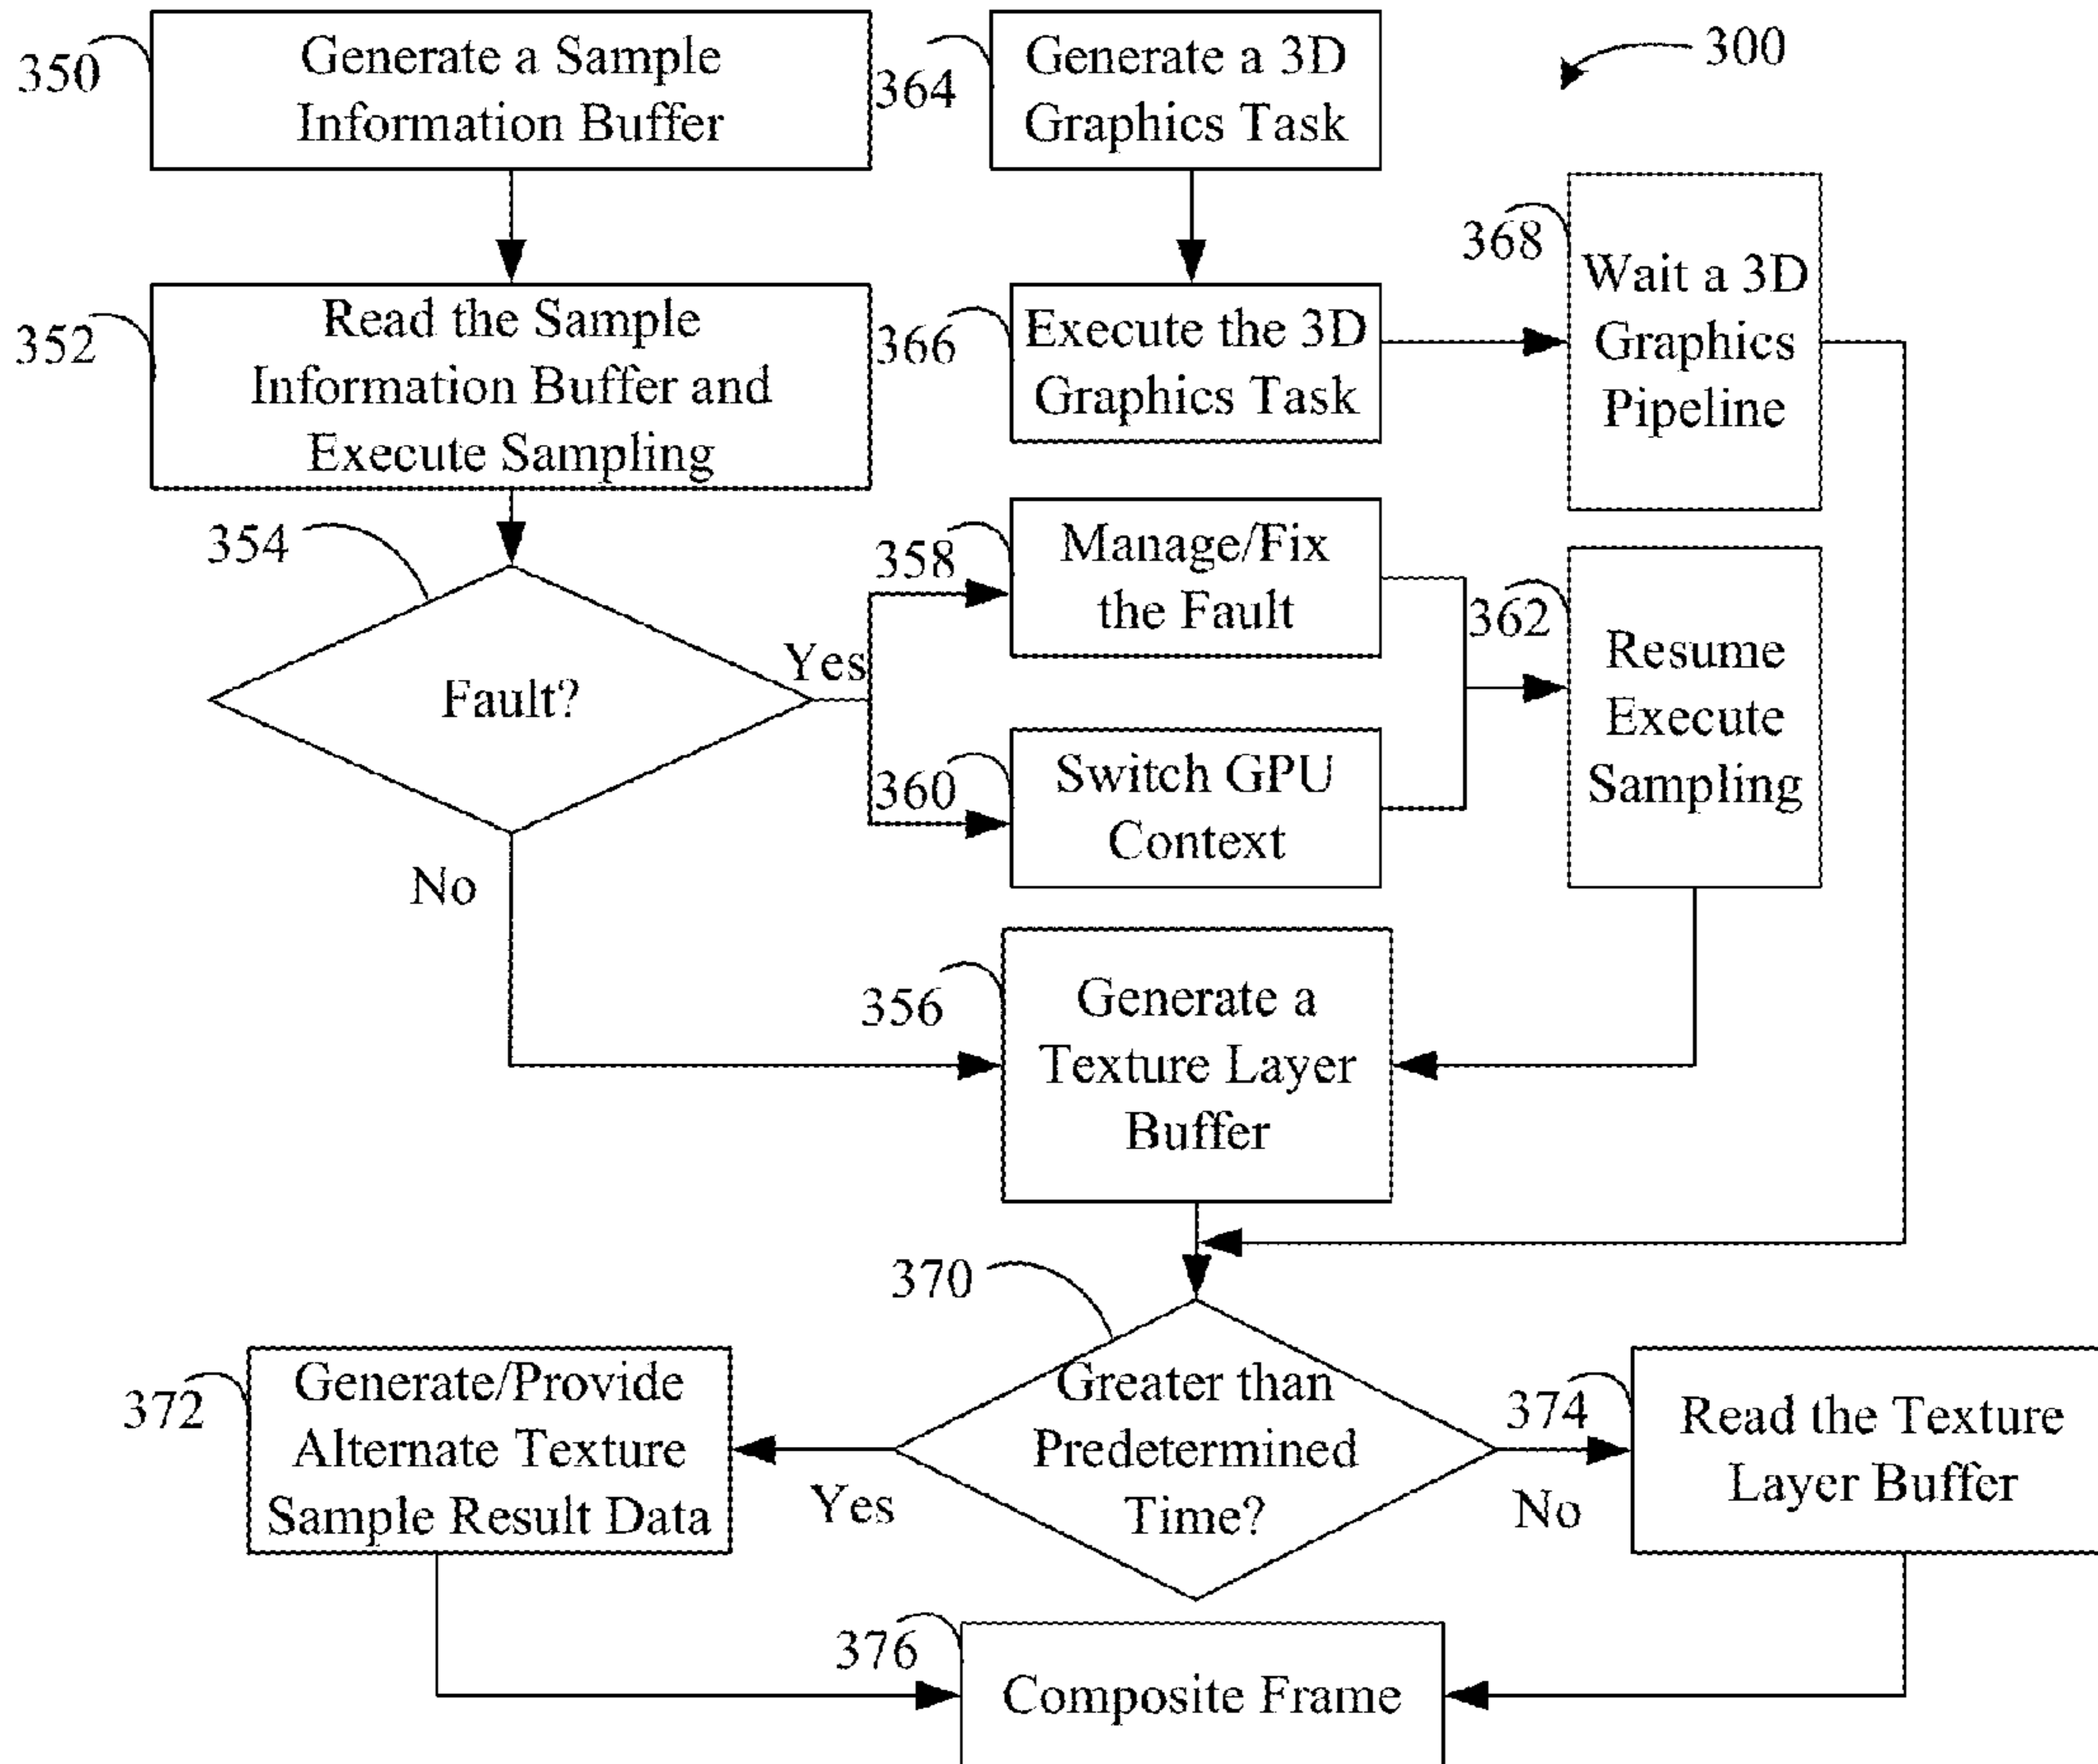 350
Generate a Sample
Information Buffer
364
Generate a 3D
Graphics Task
300
352
Read the Sample
Information Buffer and
Execute Sampling
366
Execute the 3D
Graphics Task
368
Wait a 3D
Graphics
Pipeline
354
Fault?
Yes
No
358
Manage/Fix
the Fault
360
Switch GPU
Context
362
Resume
Execute
Sampling
356
Generate a
Texture Layer
Buffer
370
Greater than
Predetermined
Time?
Yes
No
372
Generate/Provide
Alternate Texture
Sample Result Data
374
Read the Texture
Layer Buffer
376
Composite Frame